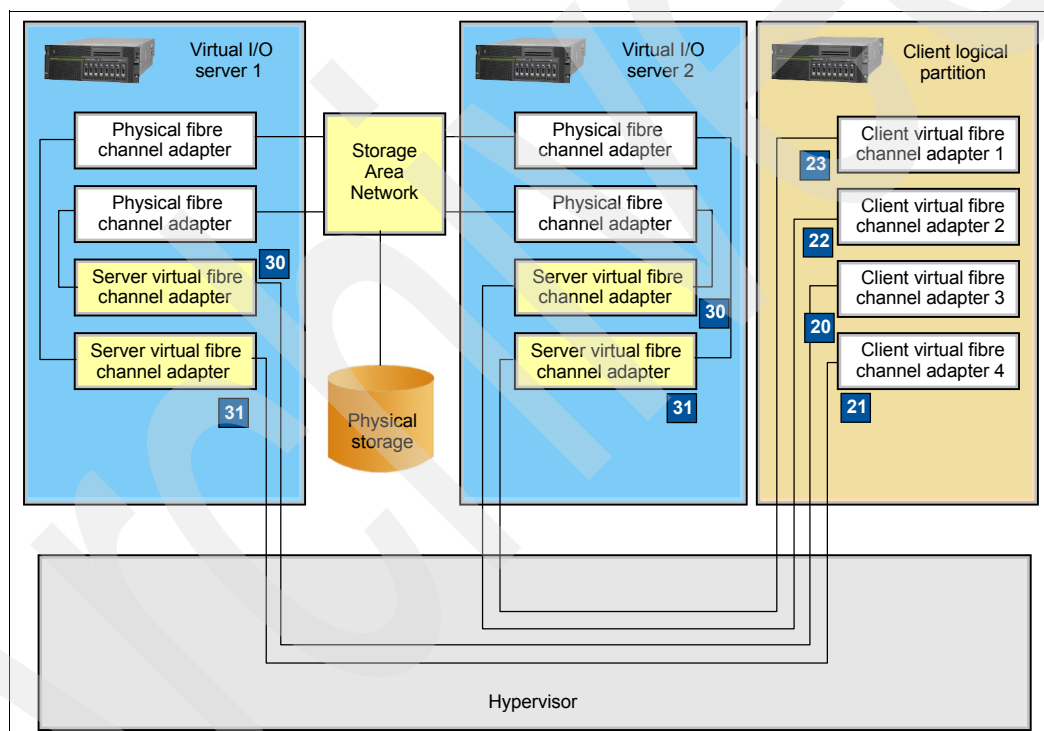 Virtual I/O
server 1
Physical fibre
channel adapter
Physical fibre
channel adapter
30
Server virtual fibre
channel adapter
Server virtual fibre
channel adapter
31
Storage
Area
Network
Physical
storage
Virtual I/O
server 2
Physical fibre
channel adapter
Physical fibre
channel adapter
Server virtual fibre
channel adapter
30
Server virtual fibre
channel adapter
31
Client logical
partition
Client virtual fibre
channel adapter 1
23
Client virtual fibre
channel adapter 2
22
Client virtual fibre
channel adapter 3
20
Client virtual fibre
channel adapter 4
21
Hypervisor